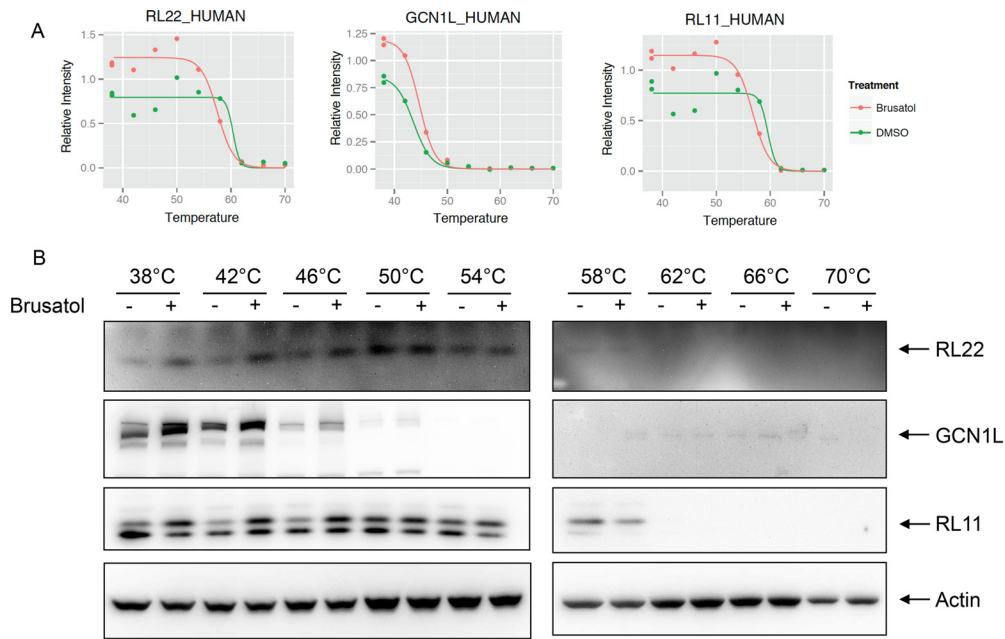 A
RL22_HUMAN
GCN1L_HUMAN
RL11_HUMAN
Relative Intensity
1.5
1.0
0.5
0.0
40 50 60 70
Temperature
Relative Intensity
1.25
1.00
0.75
0.50
0.25
0.00
40 50 60 70
Temperature
Relative Intensity
1.0
0.5
0.0
40 50 60 70
Temperature
Treatment
Brusatol
DMSO
B
38°C 42°C 46°C 50°C 54°C 58°C 62°C 66°C 70°C
Brusatol - + - + - + - + - + - + - + - + - +
RL22
GCN1L
RL11
Actin